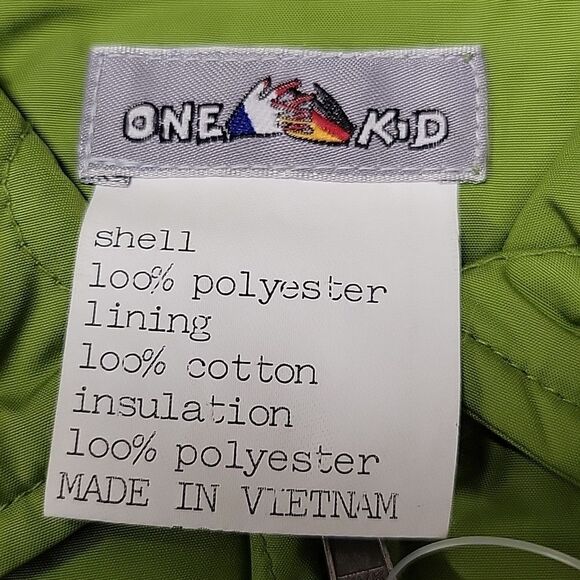 ONE KID
shell
100% polyester
lining
100% cotton
insulation
100% polyester
MADE IN VIETNAM